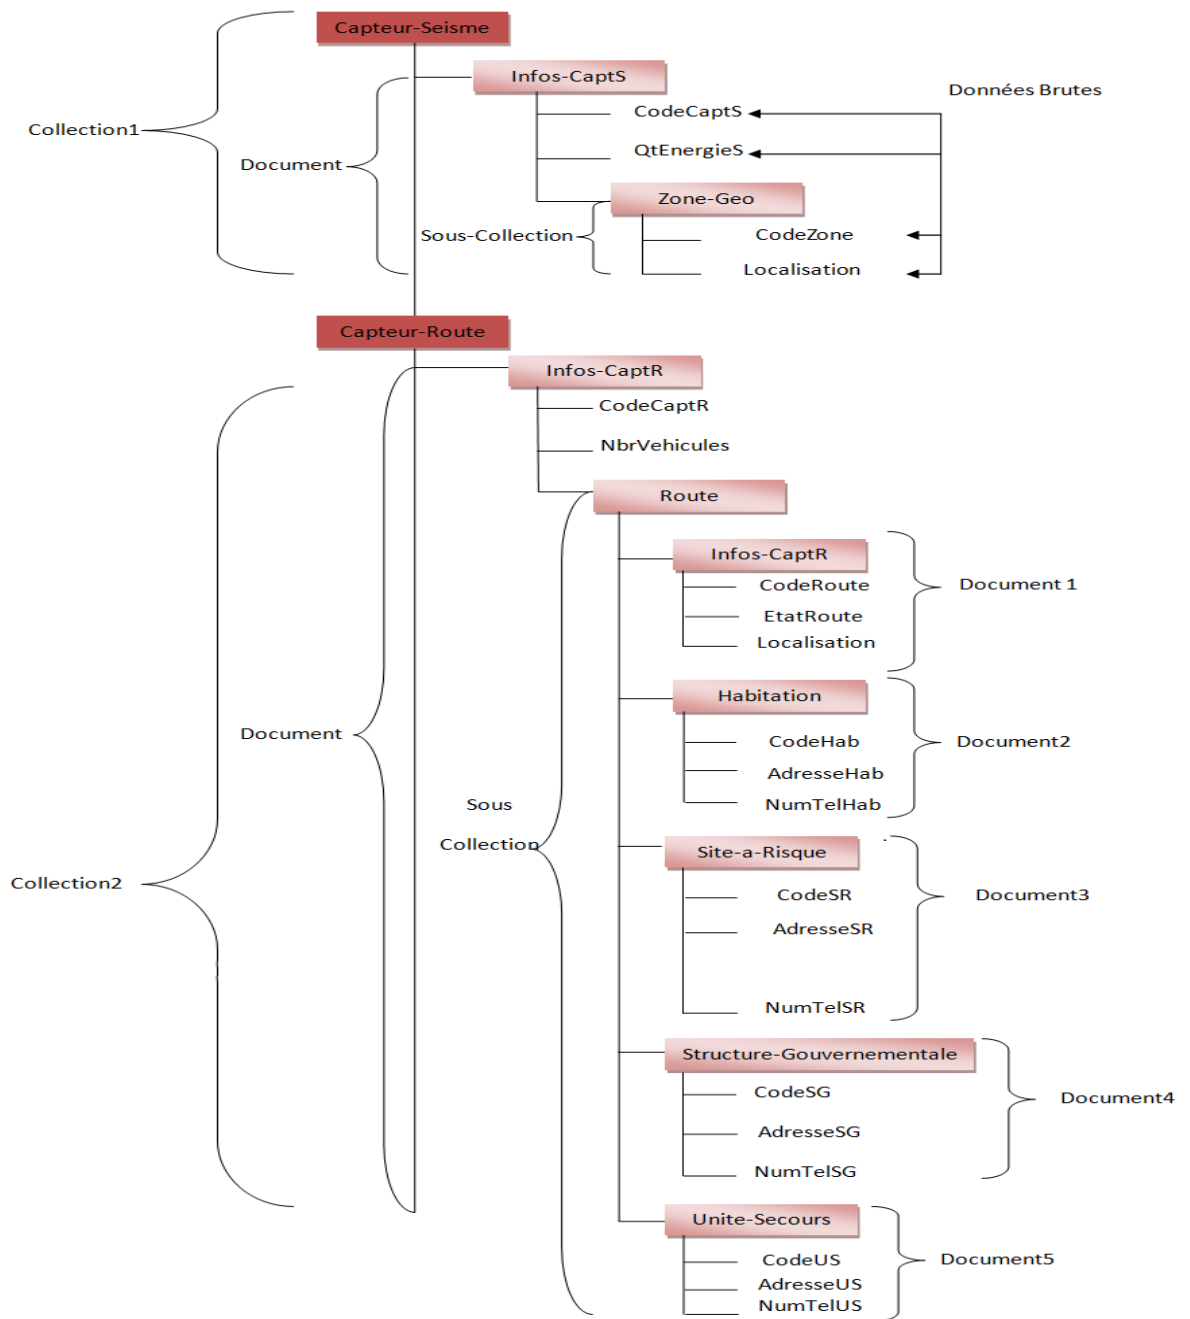 Capteur-Seisme
Infos-CaptS
Données Brutes
CodeCaptS
Collection1
QtEnergieS
Document
Zone-Geo
Sous-Collection
CodeZone
Localisation
Capteur-Route
Infos-CaptR
CodeCaptR
NbrVehicules
Route
Infos-CaptR
CodeRoute
Document 1
EtatRoute
Localisation
Habitation
Document
CodeHab
Document2
AdresseHab
NumTelHab
Sous
Collection
Site-a-Risque
Collection2
CodeSR
Document3
AdresseSR
NumTelSR
Structure-Gouvernementale
CodeSG
Document4
AdresseSG
NumTelSG
Unite-Secours
CodeUS
Document5
AdresseUS
NumTelUS